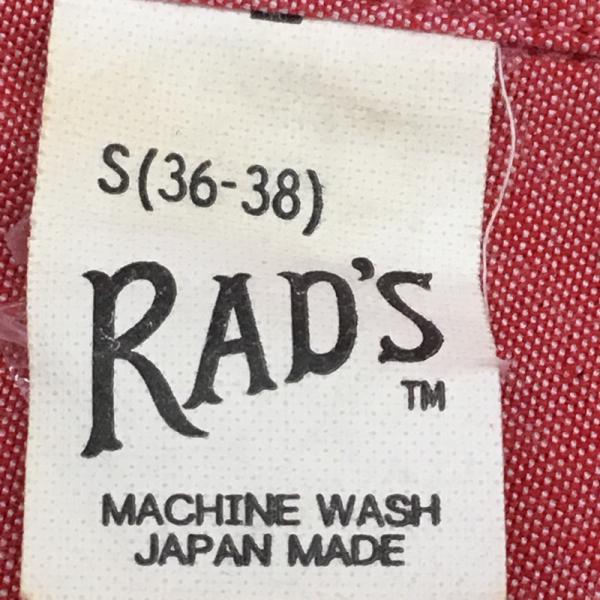 S(36-38)
RAD'S
TM
MACHINE WASH
JAPAN MADE